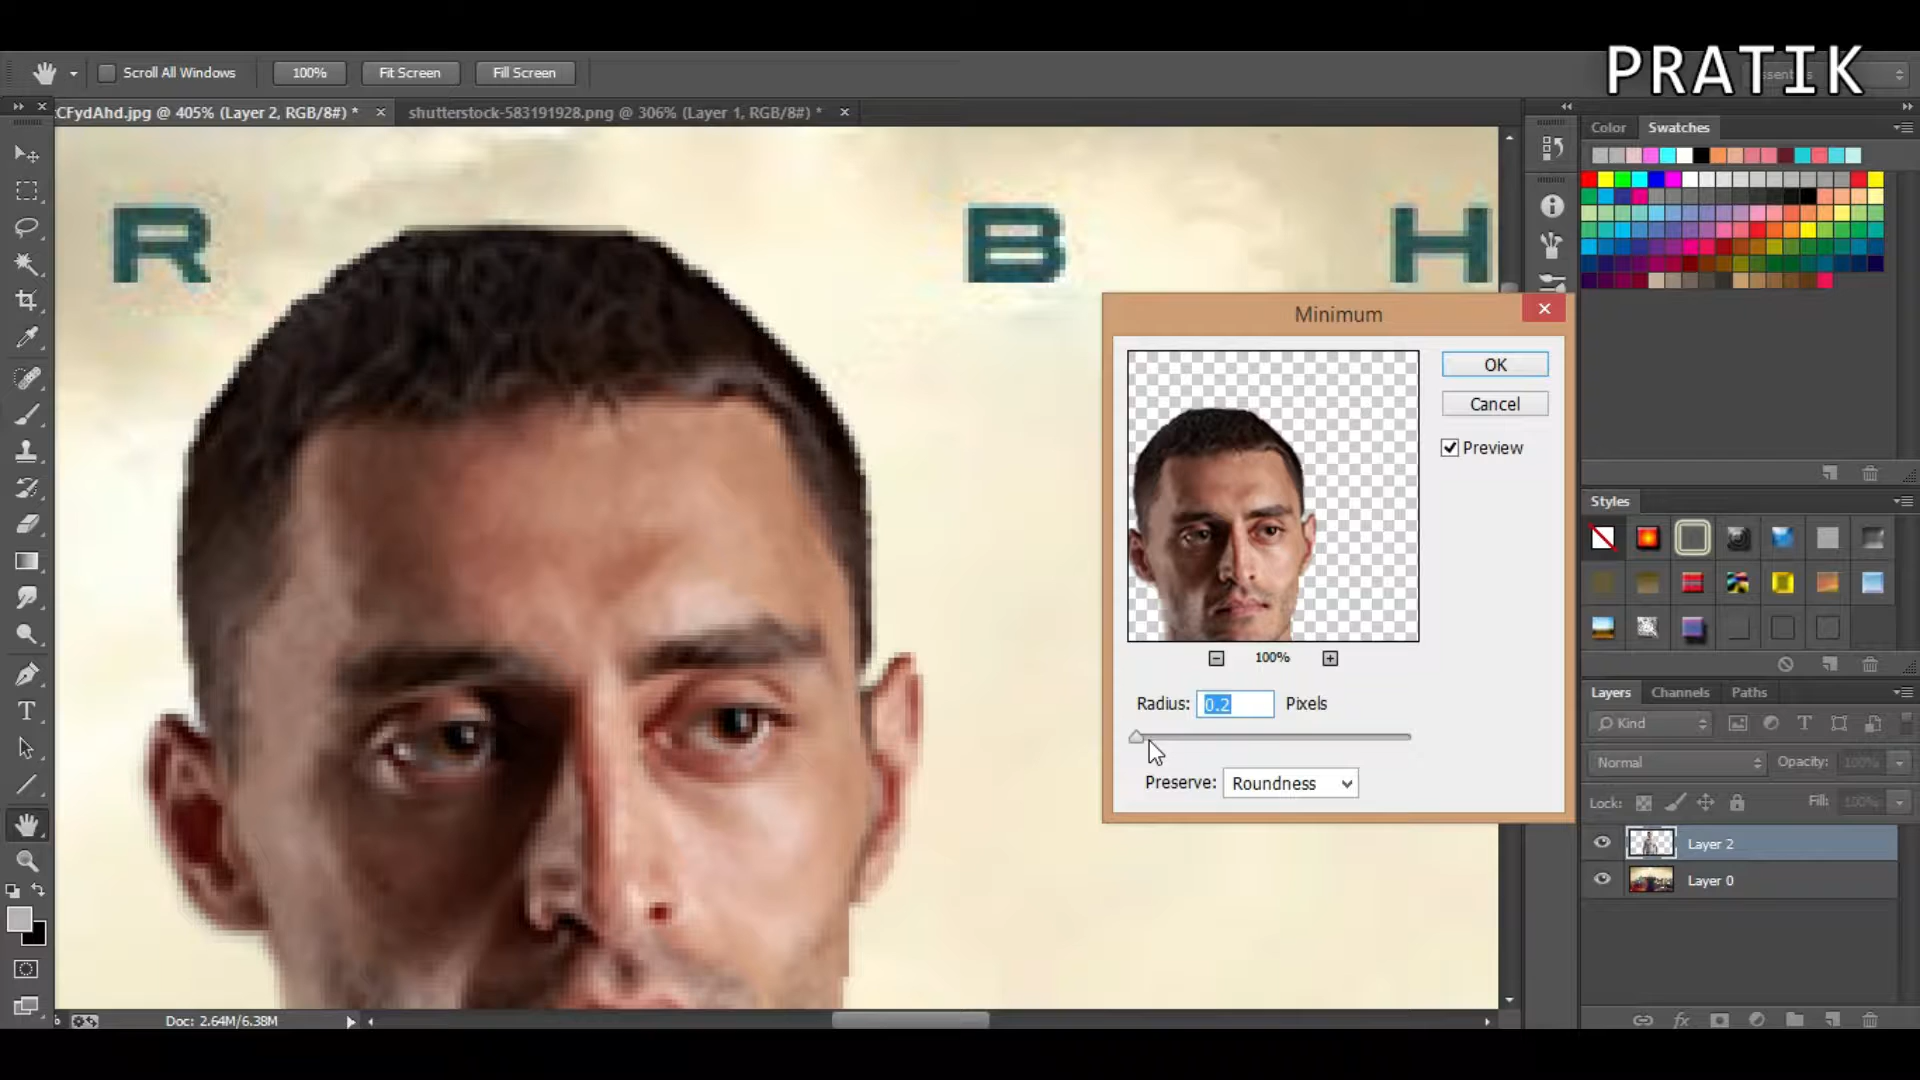 PRATIK
Scroll All Windows
100%
Fit Screen
Fill Screen
CFydAhd.jpg @ 405% (Layer 2, RGB/8#) *
shutterstock-583191928.png @ 306% (Layer 1, RGB/8#) *
Color
Swatches
R
B
H
Minimum
OK
Cancel
Preview
100%
Radius: 0.2 Pixels
Preserve: Roundness
Styles
Layers
Channels
Paths
Kind
Normal
Opacity: 100%
Lock:
Fill: 100%
Layer 2
Layer 0
Doc: 2.64M/6.38M